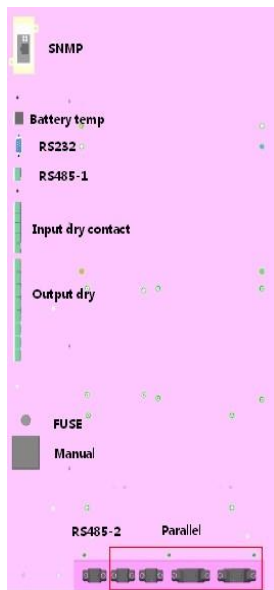 SNMP
Battery temp
RS232
RS485-1
Input dry contact
Output dry
FUSE
Manual
RS485-2 Parallel